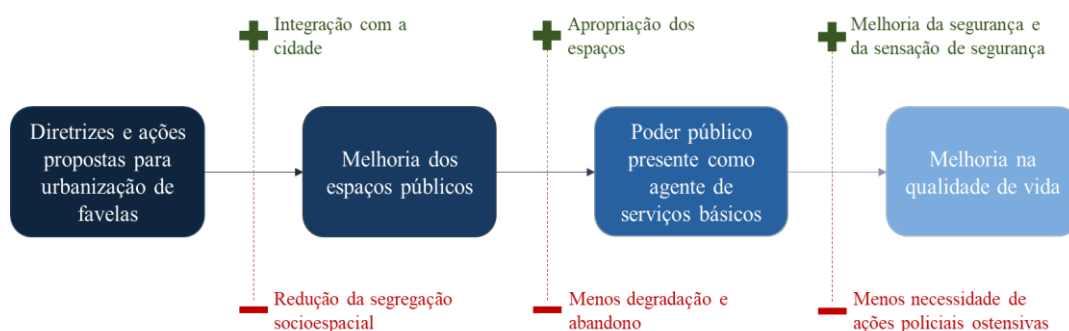 Integração com a
cidade
Apropriação dos
espaços
Melhoria da segurança e
da sensação de segurança
Diretrizes e ações
propostas para
urbanização de
favelas
Melhoria dos
espaços públicos
Poder público
presente como
agente de
serviços básicos
Melhoria na
qualidade de vida
Redução da segregação
socioespacial
Menos degradação e
abandono
Menos necessidade de
ações policiais ostensivas